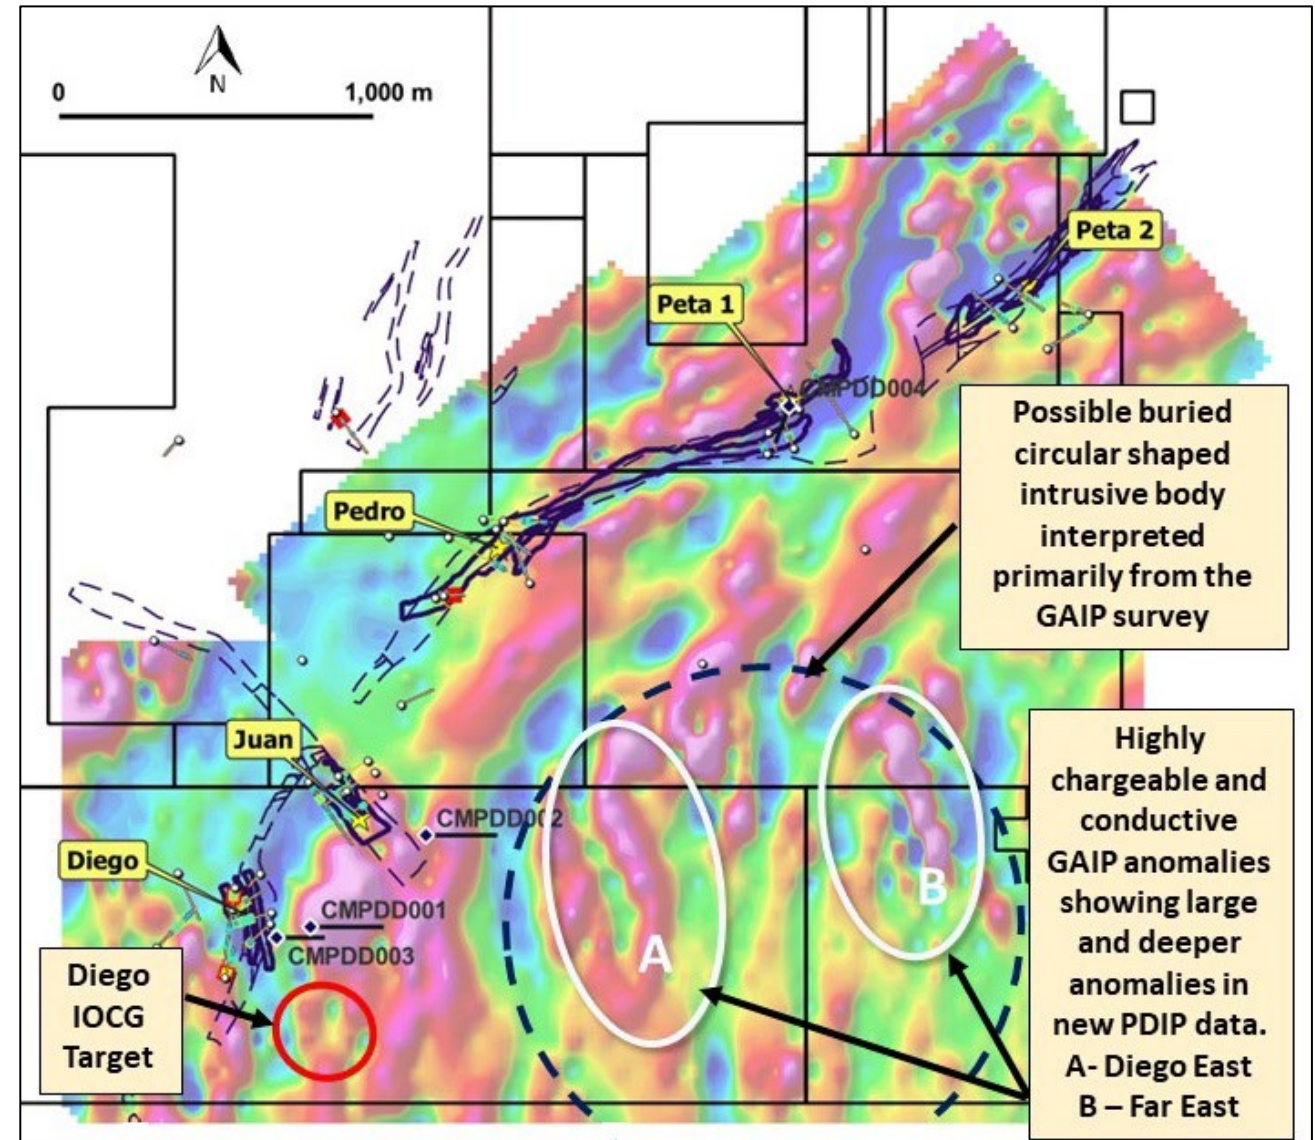 N
0
1,000 m
Peta 2
Peta 1
CMPDD004
Possible buried
circular shaped
intrusive body
interpreted
primarily from the
GAIP survey
Pedro
Juan
CMPDD002
Diego
CMPDD001
CMPDD003
Diego
IOCG
Target
A
B
Highly
chargeable and
conductive
GAIP anomalies
showing large
and deeper
anomalies in
new PDIP data.
A- Diego East
B – Far East